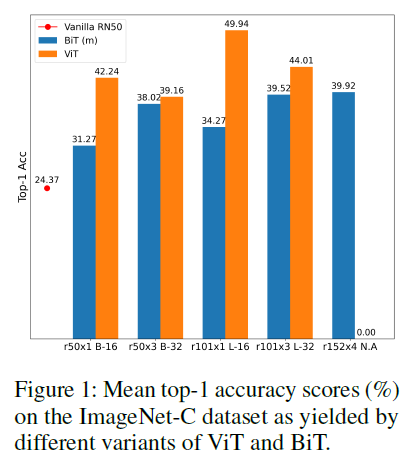 Vanilla RN50
BiT (m)
ViT
Top-1 Acc
24.37
31.27
42.24
38.02
39.16
34.27
49.94
39.52
44.01
39.92
0.00
r50x1 B-16
r50x3 B-32
r101x1 L-16
r101x3 L-32
r152x4 N.A
Figure 1: Mean top-1 accuracy scores (%)
on the ImageNet-C dataset as yielded by
different variants of ViT and BiT.